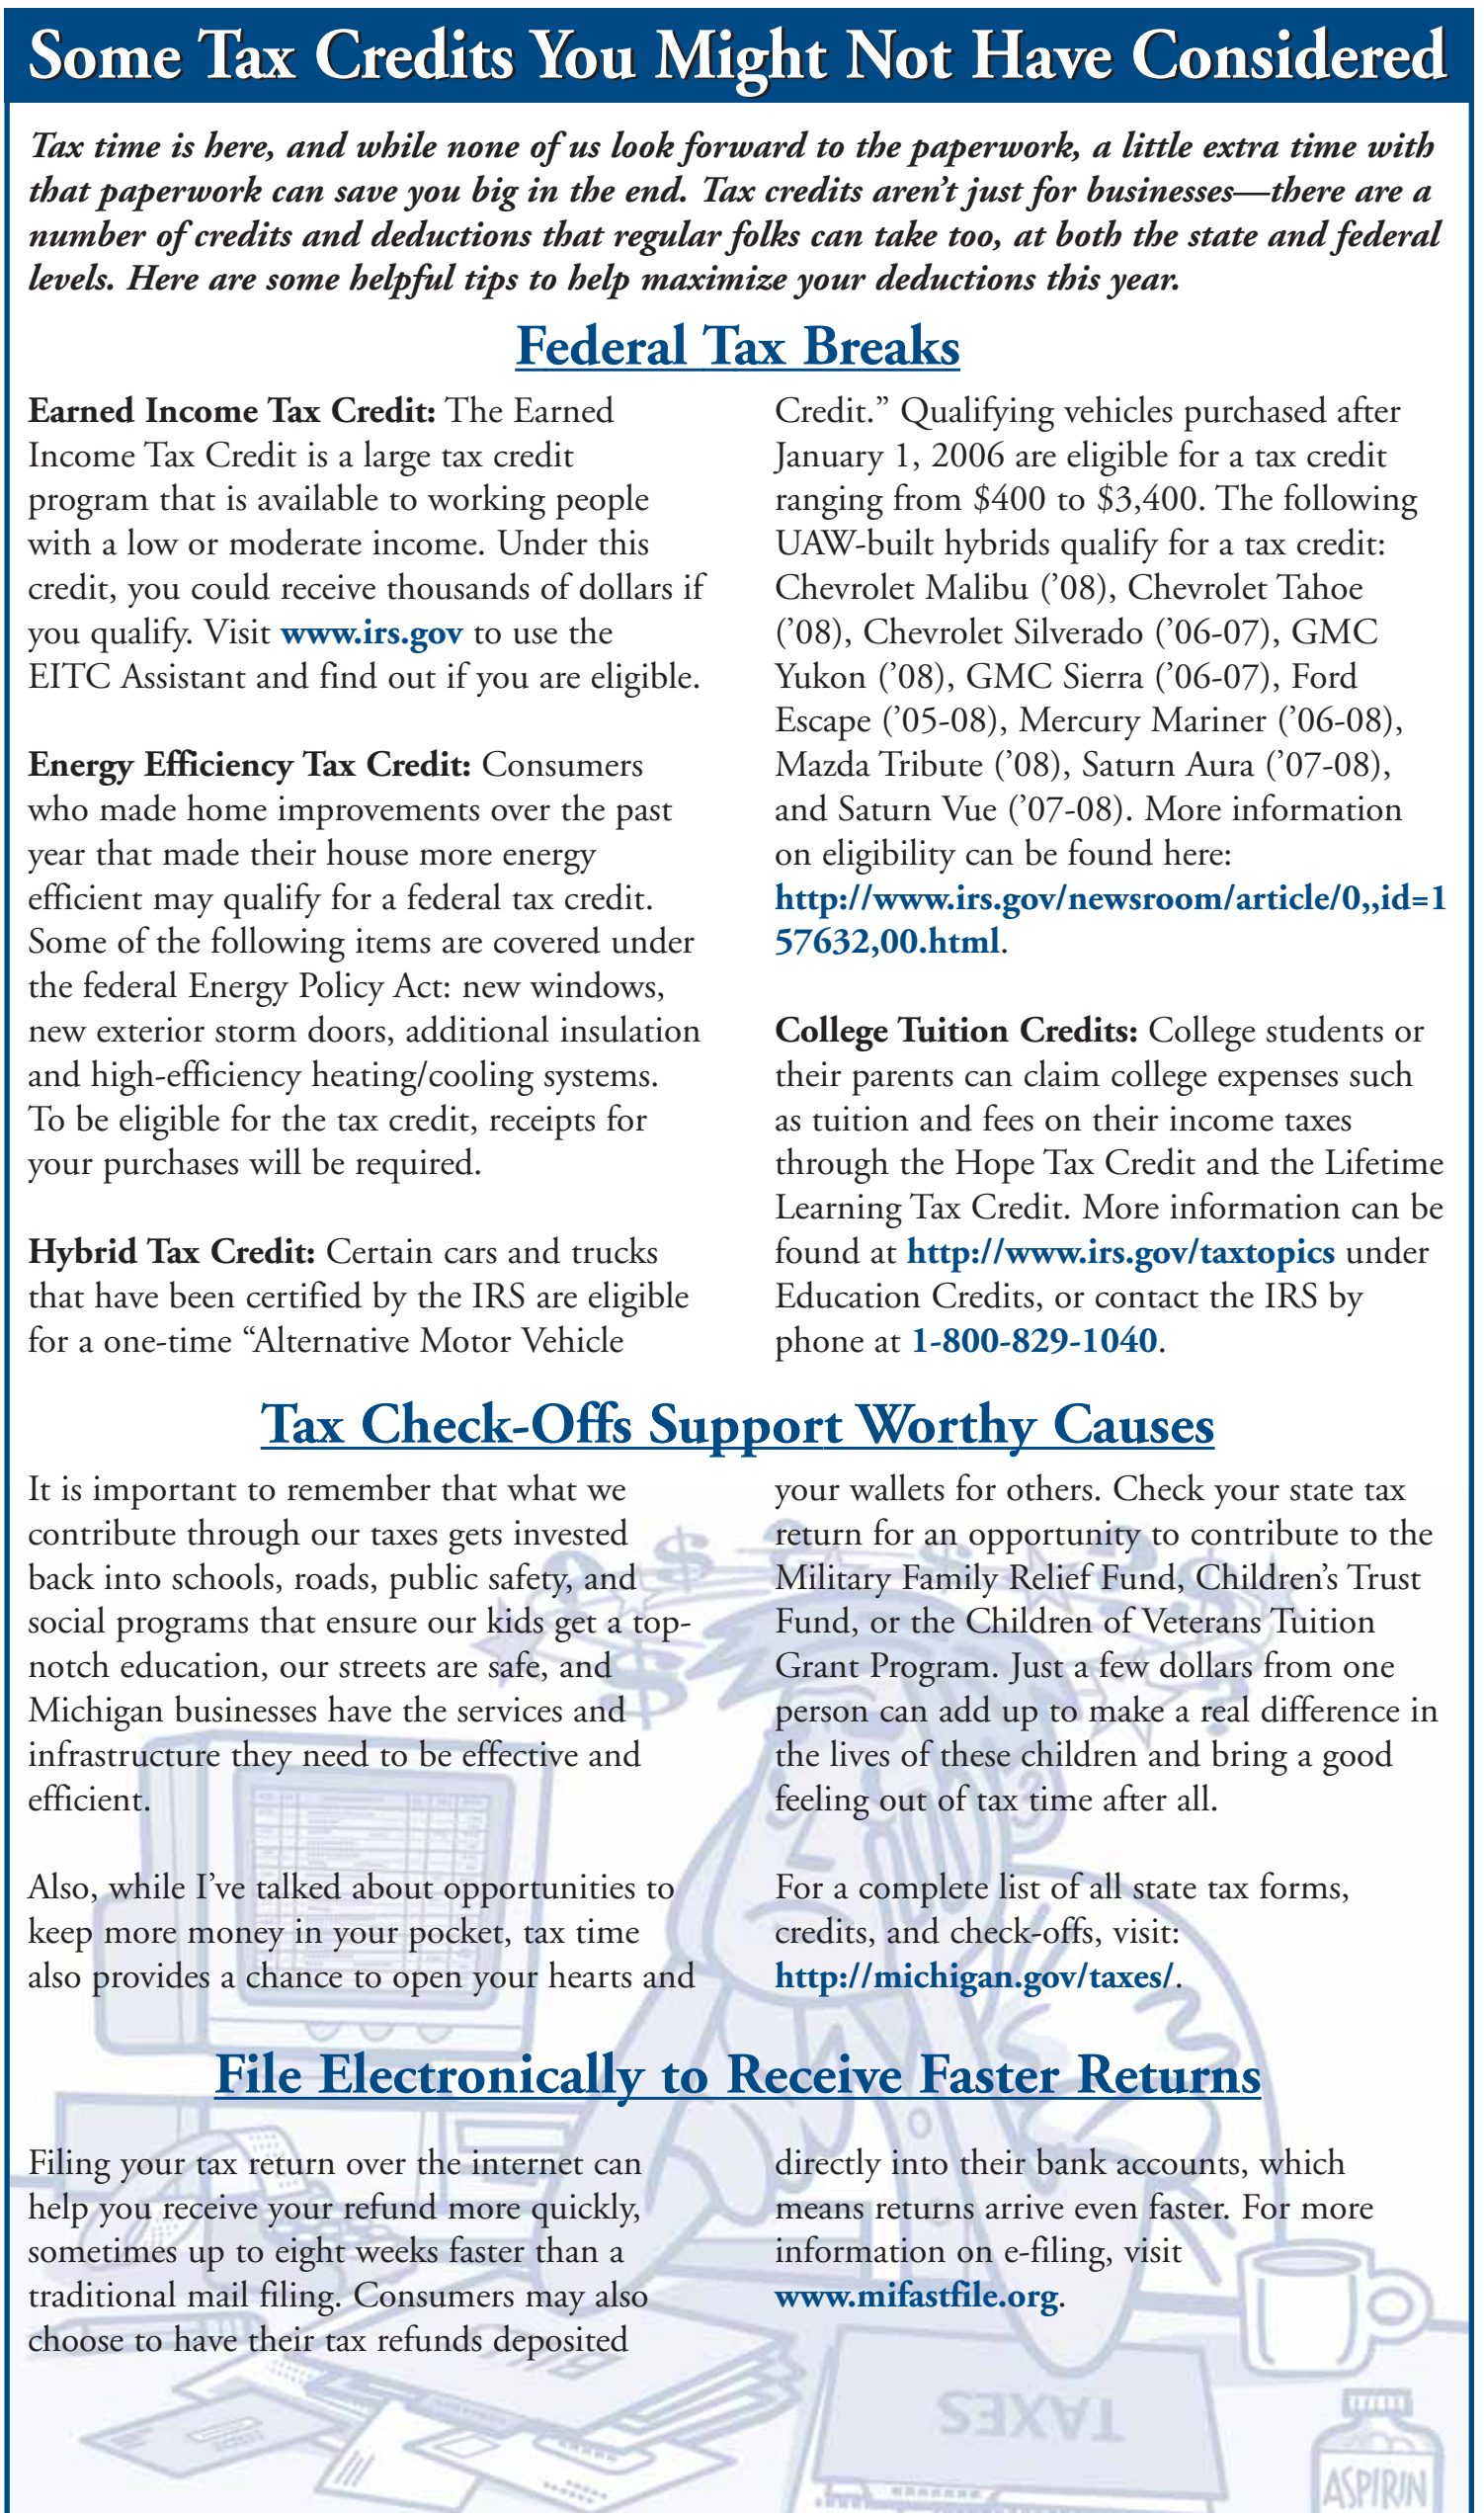 Some Tax Credits You Might Not Have Considered
Tax time is here, and while none of us look forward to the paperwork, a little extra time with
that paperwork can save you big in the end. Tax credits aren’t just for businesses—there are a
number of credits and deductions that regular folks can take too, at both the state and federal
levels. Here are some helpful tips to help maximize your deductions this year.
Federal Tax Breaks
Earned Income Tax Credit: The Earned
Income Tax Credit is a large tax credit
program that is available to working people
with a low or moderate income. Under this
credit, you could receive thousands of dollars if
you qualify. Visit www.irs.gov to use the
EITC Assistant and find out if you are eligible.
Energy Efficiency Tax Credit: Consumers
who made home improvements over the past
year that made their house more energy
efficient may qualify for a federal tax credit.
Some of the following items are covered under
the federal Energy Policy Act: new windows,
new exterior storm doors, additional insulation
and high-efficiency heating/cooling systems.
To be eligible for the tax credit, receipts for
your purchases will be required.
Hybrid Tax Credit: Certain cars and trucks
that have been certified by the IRS are eligible
for a one-time “Alternative Motor Vehicle
Credit.” Qualifying vehicles purchased after
January 1, 2006 are eligible for a tax credit
ranging from $400 to $3,400. The following
UAW-built hybrids qualify for a tax credit:
Chevrolet Malibu (’08), Chevrolet Tahoe
(’08), Chevrolet Silverado (’06-07), GMC
Yukon (’08), GMC Sierra (’06-07), Ford
Escape (’05-08), Mercury Mariner (’06-08),
Mazda Tribute (’08), Saturn Aura (’07-08),
and Saturn Vue (’07-08). More information
on eligibility can be found here:
http://www.irs.gov/newsroom/article/0,,id=1
57632,00.html.
College Tuition Credits: College students or
their parents can claim college expenses such
as tuition and fees on their income taxes
through the Hope Tax Credit and the Lifetime
Learning Tax Credit. More information can be
found at http://www.irs.gov/taxtopics under
Education Credits, or contact the IRS by
phone at 1-800-829-1040.
Tax Check-Offs Support Worthy Causes
It is important to remember that what we
contribute through our taxes gets invested
back into schools, roads, public safety, and
social programs that ensure our kids get a top-
notch education, our streets are safe, and
Michigan businesses have the services and
infrastructure they need to be effective and
efficient.
Also, while I’ve talked about opportunities to
keep more money in your pocket, tax time
also provides a chance to open your hearts and
your wallets for others. Check your state tax
return for an opportunity to contribute to the
Military Family Relief Fund, Children’s Trust
Fund, or the Children of Veterans Tuition
Grant Program. Just a few dollars from one
person can add up to make a real difference in
the lives of these children and bring a good
feeling out of tax time after all.
For a complete list of all state tax forms,
credits, and check-offs, visit:
http://michigan.gov/taxes/.
File Electronically to Receive Faster Returns
Filing your tax return over the internet can
help you receive your refund more quickly,
sometimes up to eight weeks faster than a
traditional mail filing. Consumers may also
choose to have their tax refunds deposited
directly into their bank accounts, which
means returns arrive even faster. For more
information on e-filing, visit
www.mifastfile.org.
BILLS
TAXES
ASPIRIN